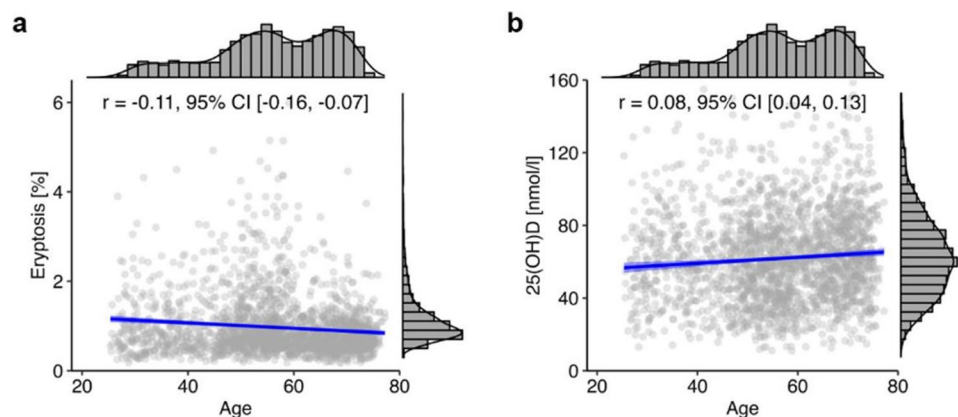 a
r = -0.11, 95% CI [-0.16, -0.07]
Eryptosis [%]
6
4
2
0
20 40 60 80
Age
b
r = 0.08, 95% CI [0.04, 0.13]
25(OH)D [nmol/l]
160
120
80
40
0
20 40 60 80
Age